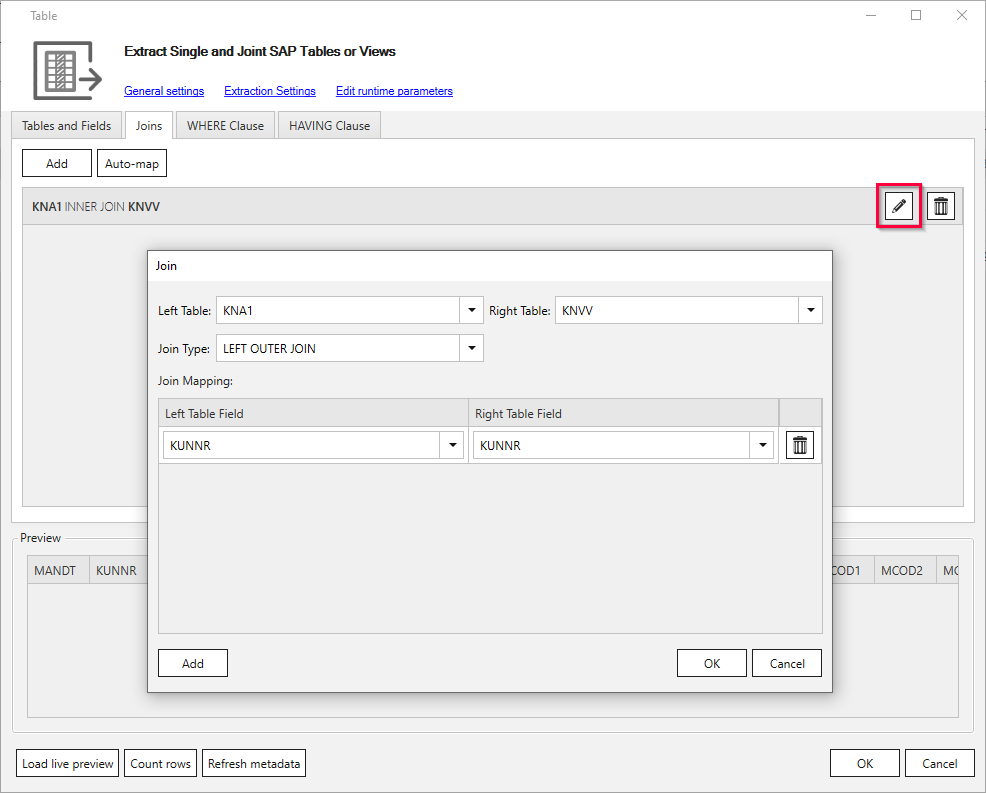 Table
Extract Single and Joint SAP Tables or Views
General settings Extraction Settings Edit runtime parameters
Tables and Fields Joins WHERE Clause HAVING Clause
Add Auto-map
KNA1 INNER JOIN KNVV
Join
Left Table: KNA1 Right Table: KNVV
Join Type: LEFT OUTER JOIN
Join Mapping:
Left Table Field Right Table Field
KUNNR KUNNR
Preview
MANDT KUNNR COD1 MCOD2 MC
Add OK Cancel
Load live preview Count rows Refresh metadata OK Cancel